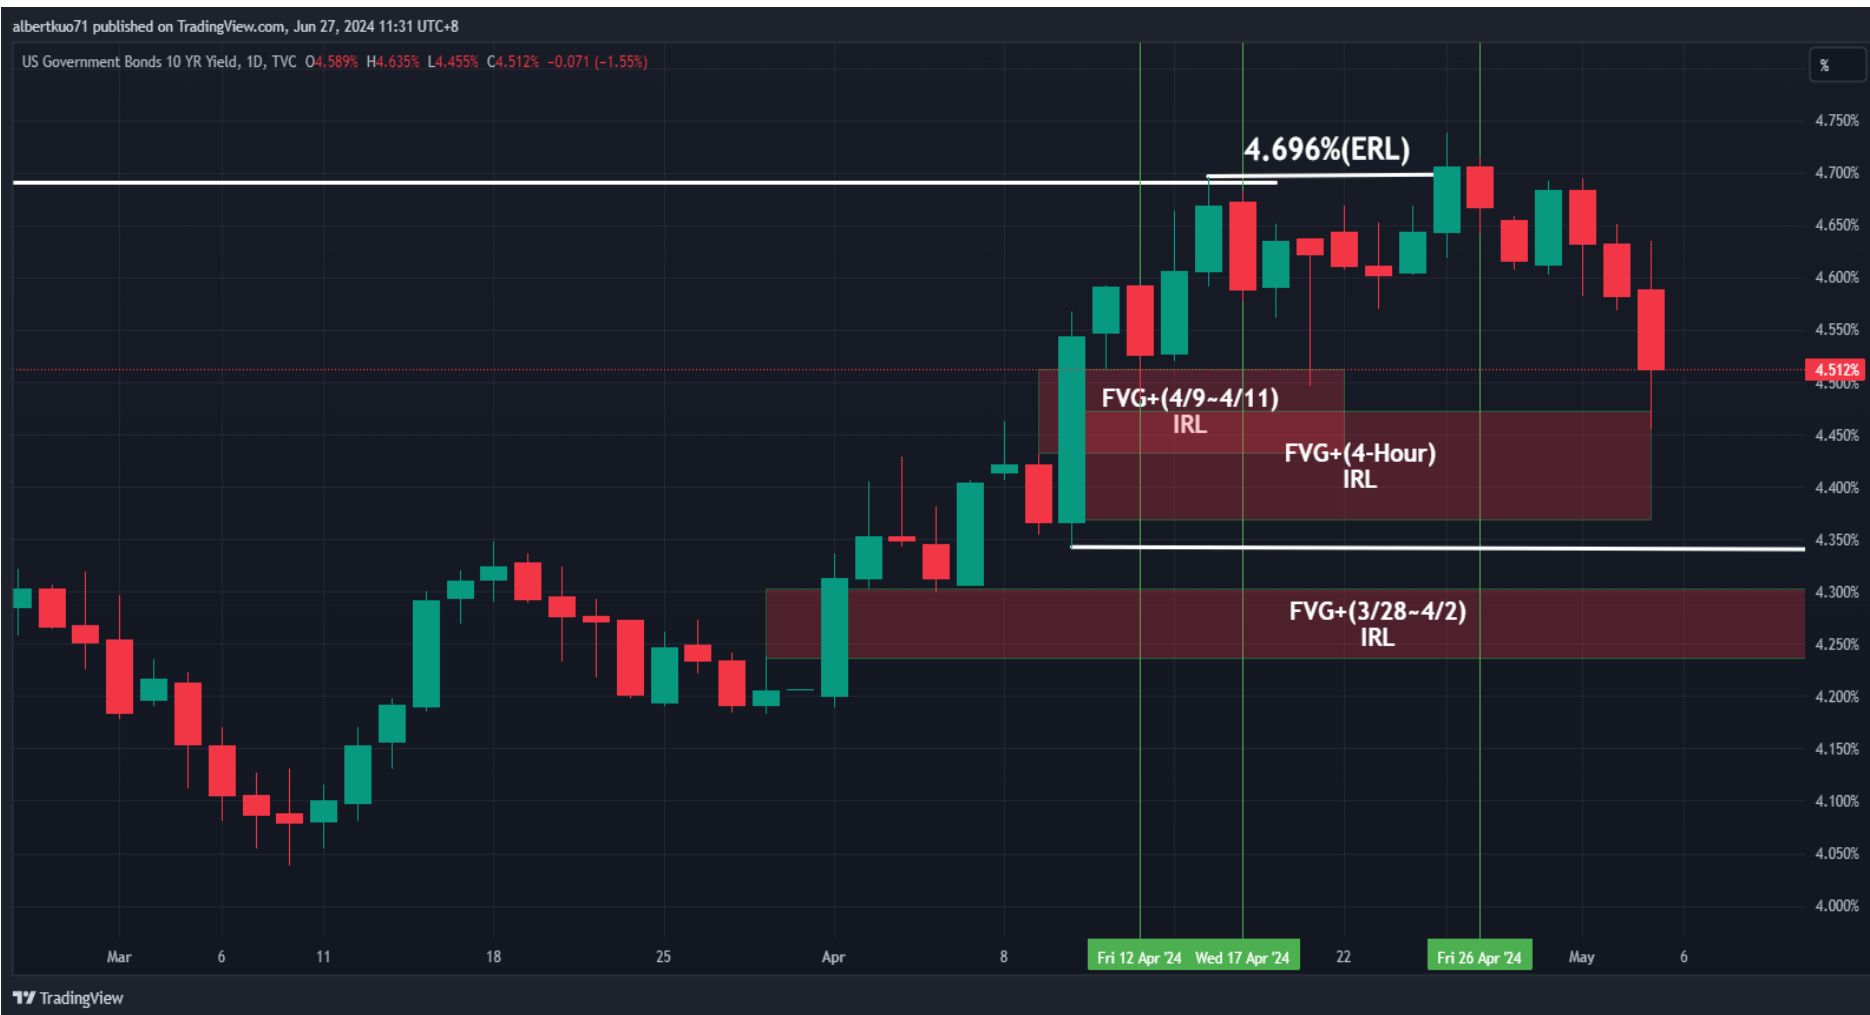 albertkuo71 published on TradingView.com, Jun 27, 2024 11:31 UTC+8
US Government Bonds 10 YR Yield, 1D, TVC O4.589% H4.635% L4.455% C4.512% −0.071 (−1.55%)
%
4.696%(ERL)
4.750%
4.700%
4.650%
4.600%
4.550%
4.512%
4.500%
FVG+(4/9~4/11)
IRL
4.450%
FVG+(4-Hour)
IRL
4.400%
4.350%
4.300%
FVG+(3/28~4/2)
IRL
4.250%
4.200%
4.150%
4.100%
4.050%
4.000%
Mar 6 11 18 25 Apr 8 Fri 12 Apr '24 Wed 17 Apr '24 22 Fri 26 Apr '24 May 6
TradingView